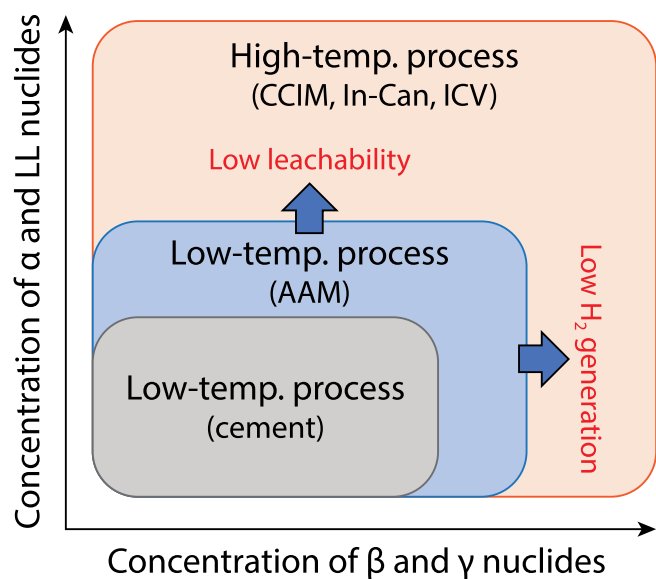 Concentration of α and LL nuclides
High-temp. process
(CCIM, In-Can, ICV)
Low leachability
Low-temp. process
(AAM)
Low H₂ generation
Low-temp. process
(cement)
Concentration of β and γ nuclides